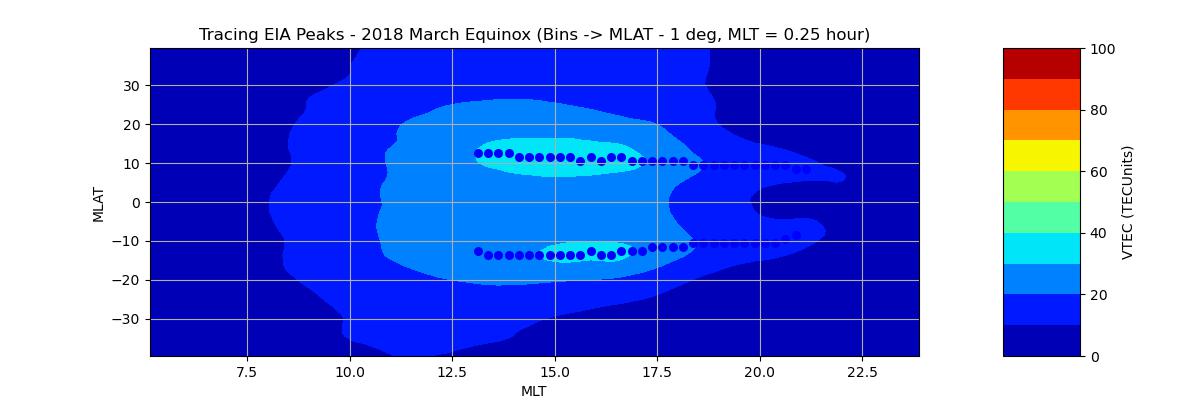 Tracing EIA Peaks - 2018 March Equinox (Bins -> MLAT - 1 deg, MLT = 0.25 hour)
30
20
10
0
−10
−20
−30
MLAT
7.5 10.0 12.5 15.0 17.5 20.0 22.5
MLT
100
80
60
40
20
0
VTEC (TECUnits)